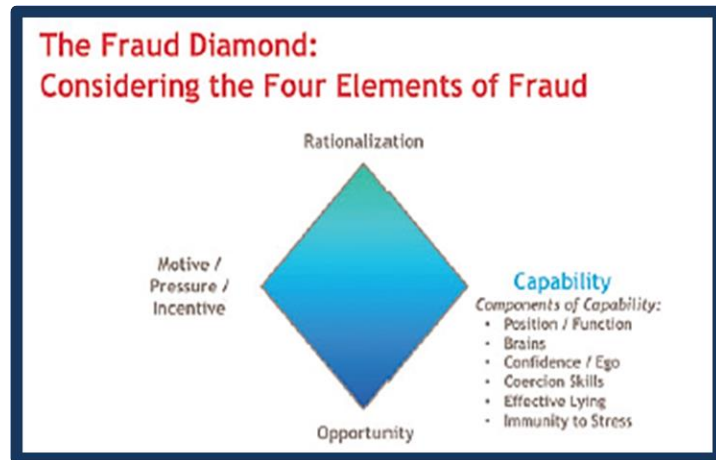 The Fraud Diamond:
Considering the Four Elements of Fraud
Rationalization
Motive /
Pressure /
Incentive
Capability
Components of Capability:
• Position / Function
• Brains
• Confidence / Ego
• Coercion Skills
• Effective Lying
• Immunity to Stress
Opportunity